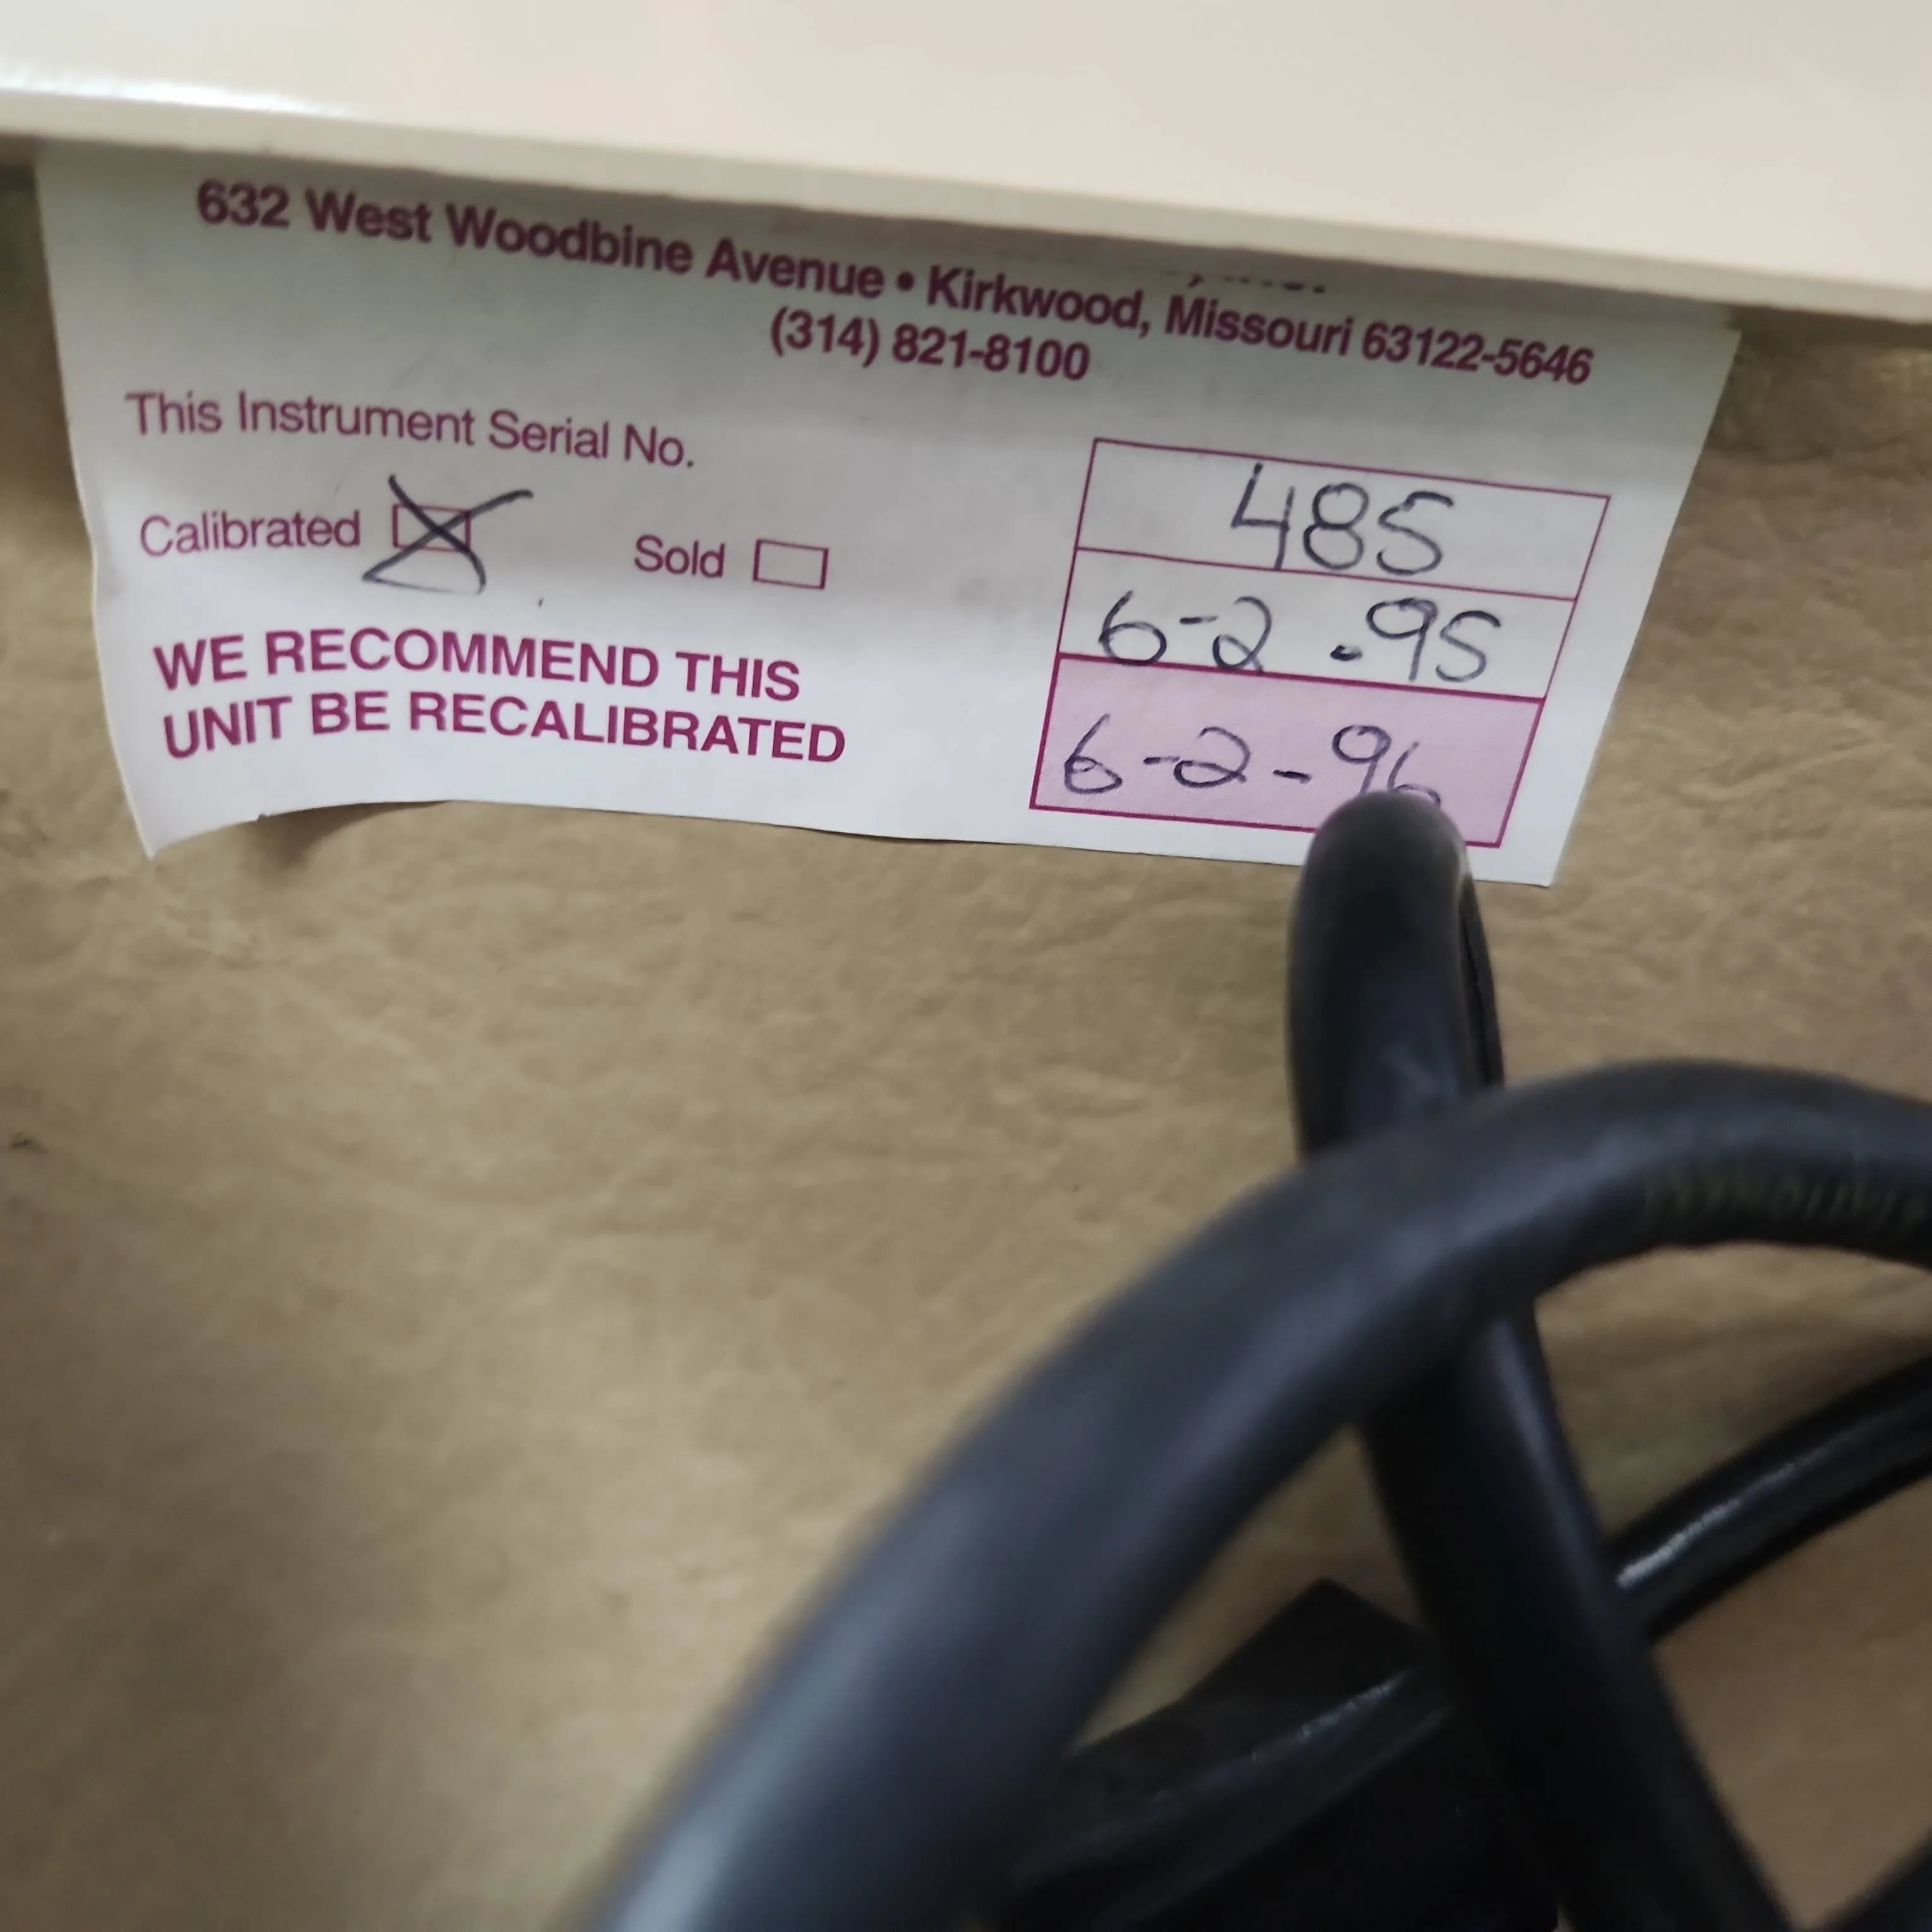 632 West Woodbine Avenue • Kirkwood, Missouri 63122-5646
(314) 821-8100
This Instrument Serial No. 485
Calibrated Sold 6-2-95
WE RECOMMEND THIS
UNIT BE RECALIBRATED 6-2-96